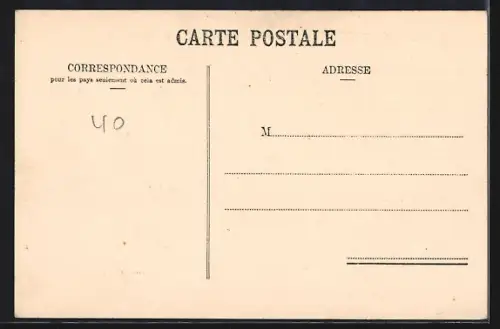 CARTE POSTALE
CORRESPONDANCE
pour les pays seulement où cela est admis.
40
ADRESSE
M